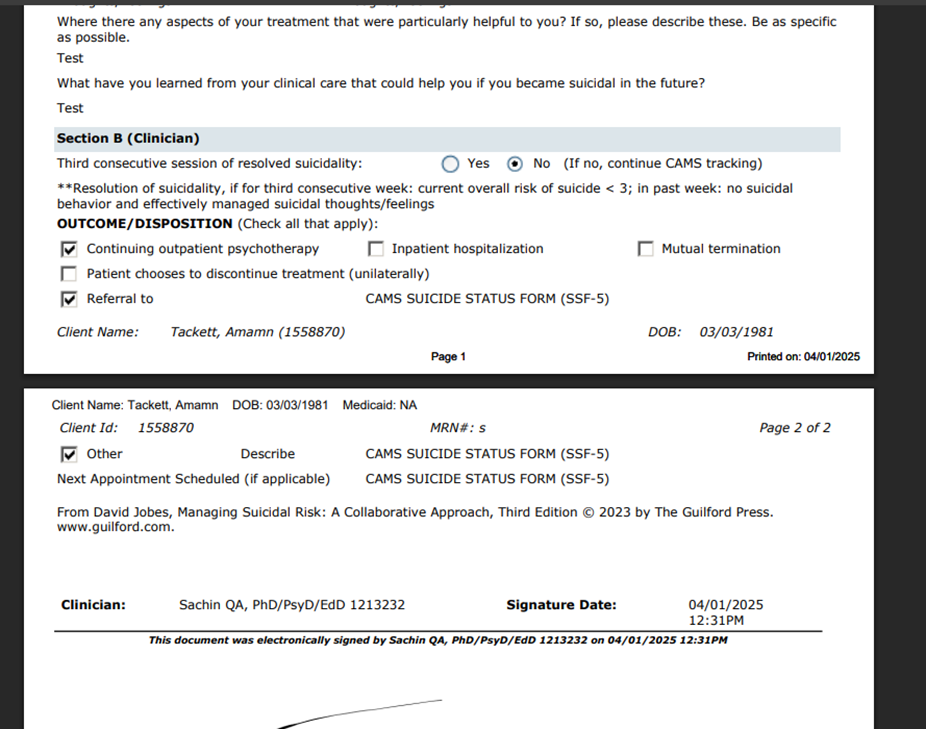 Where there any aspects of your treatment that were particularly helpful to you? If so, please describe these. Be as specific
as possible.
Test
What have you learned from your clinical care that could help you if you became suicidal in the future?
Test
Section B (Clinician)
Third consecutive session of resolved suicidality: Yes No (If no, continue CAMS tracking)
**Resolution of suicidality, if for third consecutive week: current overall risk of suicide < 3; in past week: no suicidal
behavior and effectively managed suicidal thoughts/feelings
OUTCOME/DISPOSITION (Check all that apply):
Continuing outpatient psychotherapy Inpatient hospitalization Mutual termination
Patient chooses to discontinue treatment (unilaterally)
Referral to CAMS SUICIDE STATUS FORM (SSF-5)
Client Name: Tackett, Amamn (1558870) DOB: 03/03/1981
Page 1 Printed on: 04/01/2025
Client Name: Tackett, Amamn DOB: 03/03/1981 Medicaid: NA
Client Id: 1558870 MRN#: s Page 2 of 2
Other Describe CAMS SUICIDE STATUS FORM (SSF-5)
Next Appointment Scheduled (if applicable) CAMS SUICIDE STATUS FORM (SSF-5)
From David Jobes, Managing Suicidal Risk: A Collaborative Approach, Third Edition © 2023 by The Guilford Press.
www.guilford.com.
Clinician: Sachin QA, PhD/PsyD/EdD 1213232 Signature Date: 04/01/2025
12:31PM
This document was electronically signed by Sachin QA, PhD/PsyD/EdD 1213232 on 04/01/2025 12:31PM